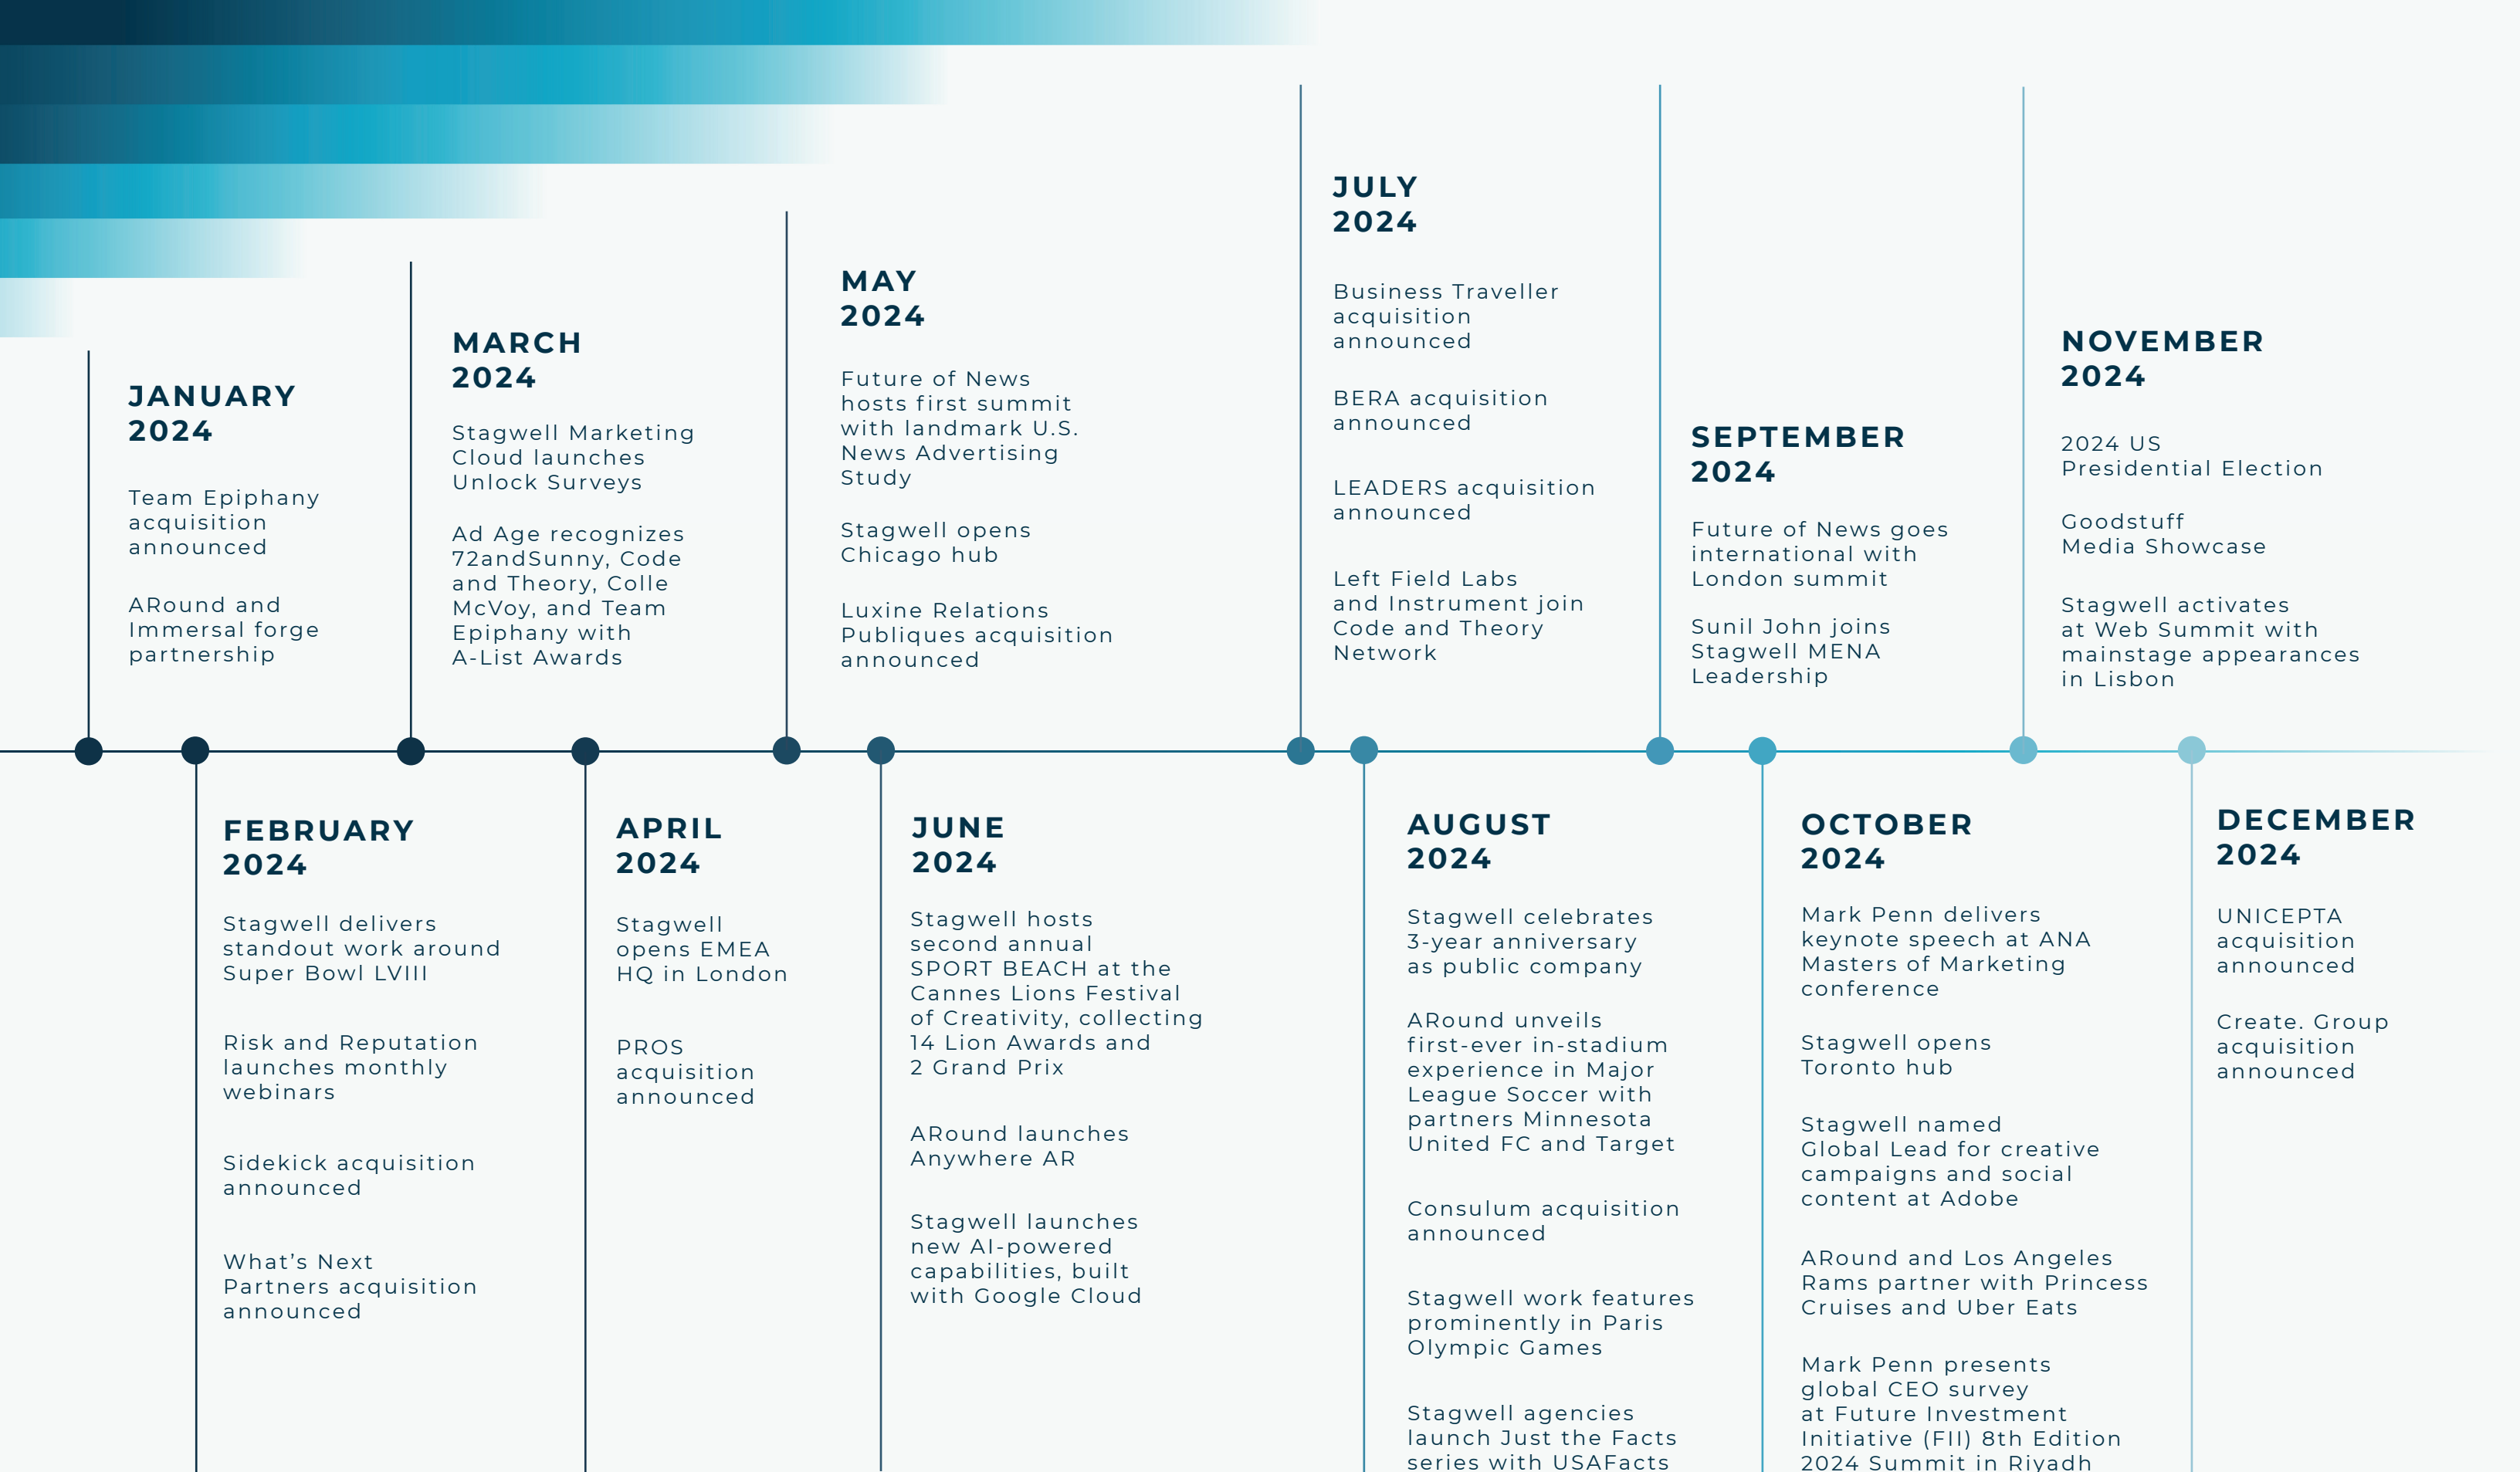 JANUARY
2024
Team Epiphany
acquisition
announced
ARound and
Immersal forge
partnership
FEBRUARY
2024
Stagwell delivers
standout work around
Super Bowl LVIII
Risk and Reputation
launches monthly
webinars
Sidekick acquisition
announced
What’s Next
Partners acquisition
announced
MARCH
2024
Stagwell Marketing
Cloud launches
Unlock Surveys
Ad Age recognizes
72andSunny, Code
and Theory, Colle
McVoy, and Team
Epiphany with
A-List Awards
APRIL
2024
Stagwell
opens EMEA
HQ in London
PROS
acquisition
announced
MAY
2024
Future of News
hosts first summit
with landmark U.S.
News Advertising
Study
Stagwell opens
Chicago hub
Luxine Relations
Publiques acquisition
announced
JUNE
2024
Stagwell hosts
second annual
SPORT BEACH at the
Cannes Lions Festival
of Creativity, collecting
14 Lion Awards and
2 Grand Prix
ARound launches
Anywhere AR
Stagwell launches
new AI-powered
capabilities, built
with Google Cloud
JULY
2024
Business Traveller
acquisition
announced
BERA acquisition
announced
LEADERS acquisition
announced
Left Field Labs
and Instrument join
Code and Theory
Network
AUGUST
2024
Stagwell celebrates
3-year anniversary
as public company
ARound unveils
first-ever in-stadium
experience in Major
League Soccer with
partners Minnesota
United FC and Target
Consulum acquisition
announced
Stagwell work features
prominently in Paris
Olympic Games
Stagwell agencies
launch Just the Facts
series with USAFacts
SEPTEMBER
2024
Future of News goes
international with
London summit
Sunil John joins
Stagwell MENA
Leadership
OCTOBER
2024
Mark Penn delivers
keynote speech at ANA
Masters of Marketing
conference
Stagwell opens
Toronto hub
Stagwell named
Global Lead for creative
campaigns and social
content at Adobe
ARound and Los Angeles
Rams partner with Princess
Cruises and Uber Eats
Mark Penn presents
global CEO survey
at Future Investment
Initiative (FII) 8th Edition
2024 Summit in Riyadh
NOVEMBER
2024
2024 US
Presidential Election
Goodstuff
Media Showcase
Stagwell activates
at Web Summit with
mainstage appearances
in Lisbon
DECEMBER
2024
UNICEPTA
acquisition
announced
Create. Group
acquisition
announced